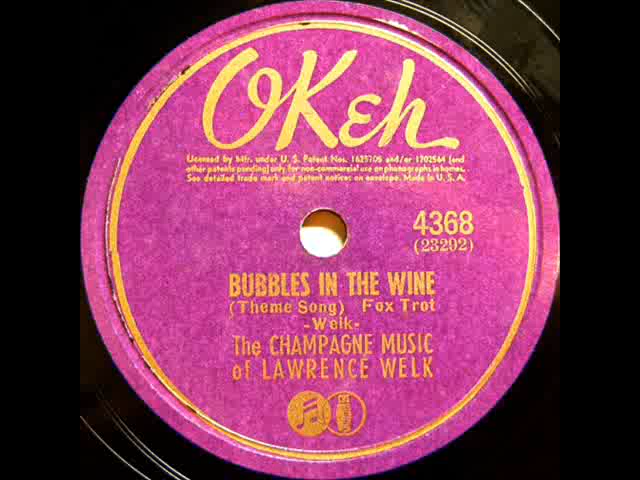 OKeh
Licensed by Mfr. under U. S. Patent Nos. 1625705 and/or 1702564 (and
other patents pending) only for non-commercial use on phonographs in homes.
See detailed trade mark and patent notices on envelope. Made in U. S. A.
4368
(23292)
BUBBLES IN THE WINE
(Theme Song) Fox Trot
-Welk-
The CHAMPAGNE MUSIC
of LAWRENCE WELK